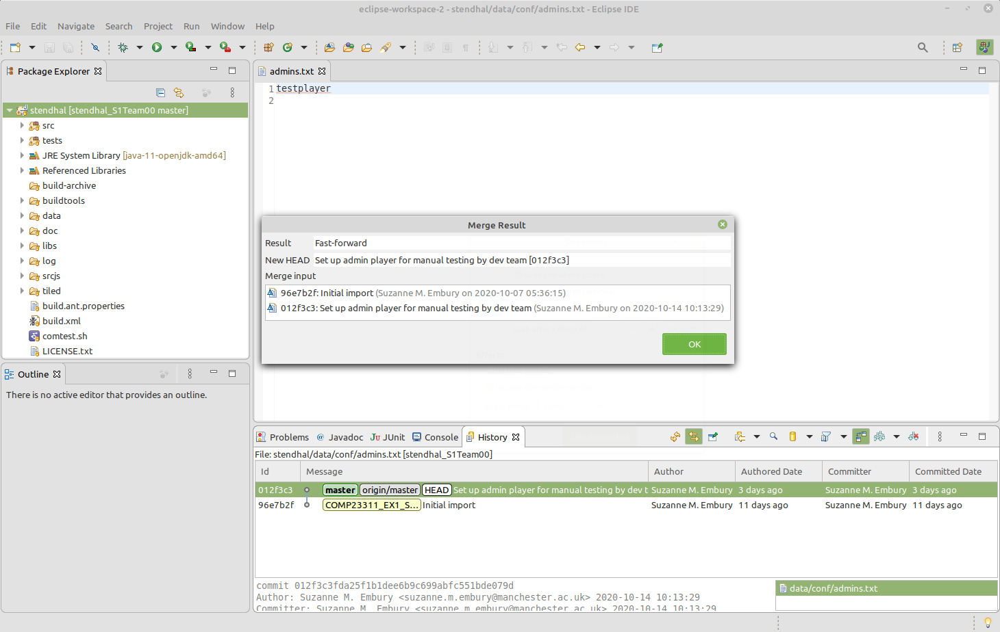 eclipse-workspace-2 - stendhal/data/conf/admins.txt - Eclipse IDE
File Edit Navigate Search Project Run Window Help
Package Explorer
stendhal [stendhal_S1Team00 master]
src
tests
JRE System Library [java-11-openjdk-amd64]
Referenced Libraries
build-archive
buildtools
data
doc
libs
log
srcjs
tiled
build.ant.properties
build.xml
comtest.sh
LICENSE.txt
Outline
There is no active editor that provides an outline.
admins.txt
1 testplayer
2
Merge Result
Result Fast-forward
New HEAD Set up admin player for manual testing by dev team [012f3c3]
Merge input
96e7b2f: Initial import (Suzanne M. Embury on 2020-10-07 05:36:15)
012f3c3: Set up admin player for manual testing by dev team (Suzanne M. Embury on 2020-10-14 10:13:29)
OK
Problems @ Javadoc Ju JUnit Console History
File: stendhal/data/conf/admins.txt [stendhal_S1Team00]
Id Message Author Authored Date Committer Committed Date
012f3c3 master origin/master HEAD Set up admin player for manual testing by dev t Suzanne M. Embury 3 days ago Suzanne M. Embury 3 days ago
96e7b2f COMP23311_EX1_S... Initial import Suzanne M. Embury 11 days ago Suzanne M. Embury 11 days ago
commit 012f3c3fda25f1b1dee6b9c699abfc551bde079d
Author: Suzanne M. Embury <suzanne.m.embury@manchester.ac.uk> 2020-10-14 10:13:29
Committer: Suzanne M. Embury <suzanne.m.embury@manchester.ac.uk> 2020-10-14 10:13:29
data/conf/admins.txt